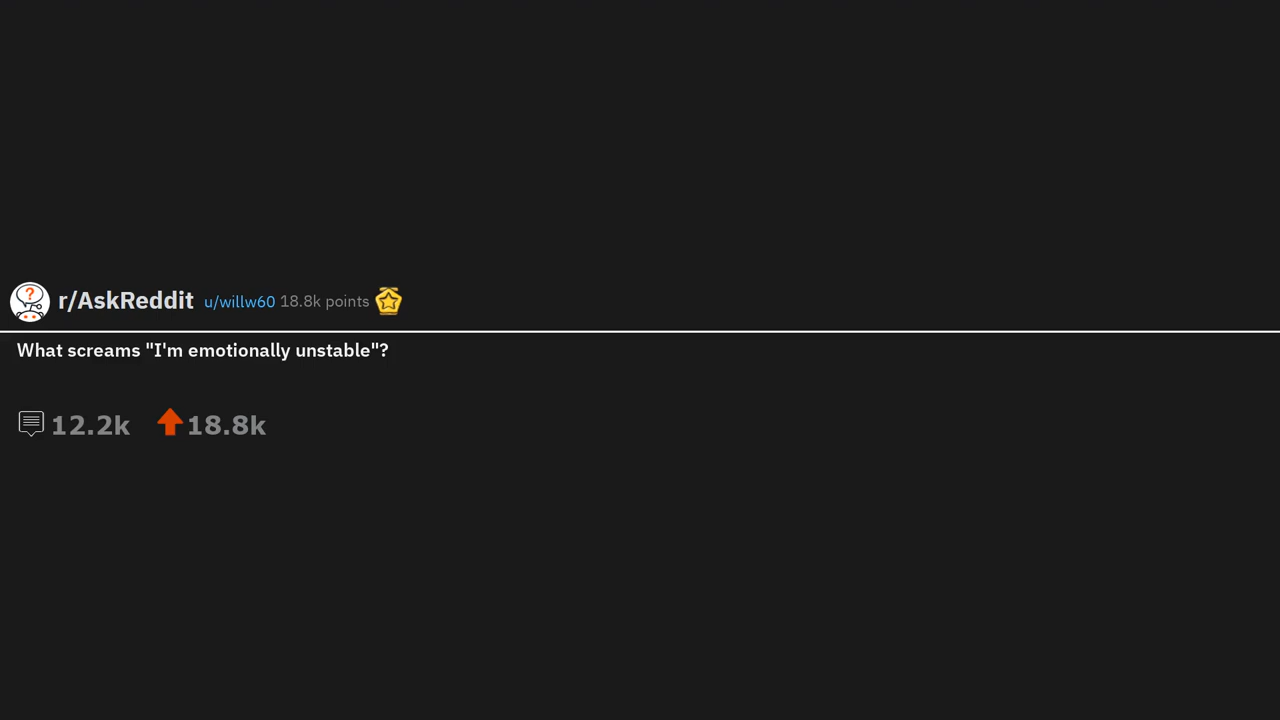 r/AskReddit u/willw60 18.8k points
What screams "I'm emotionally unstable"?
12.2k 18.8k